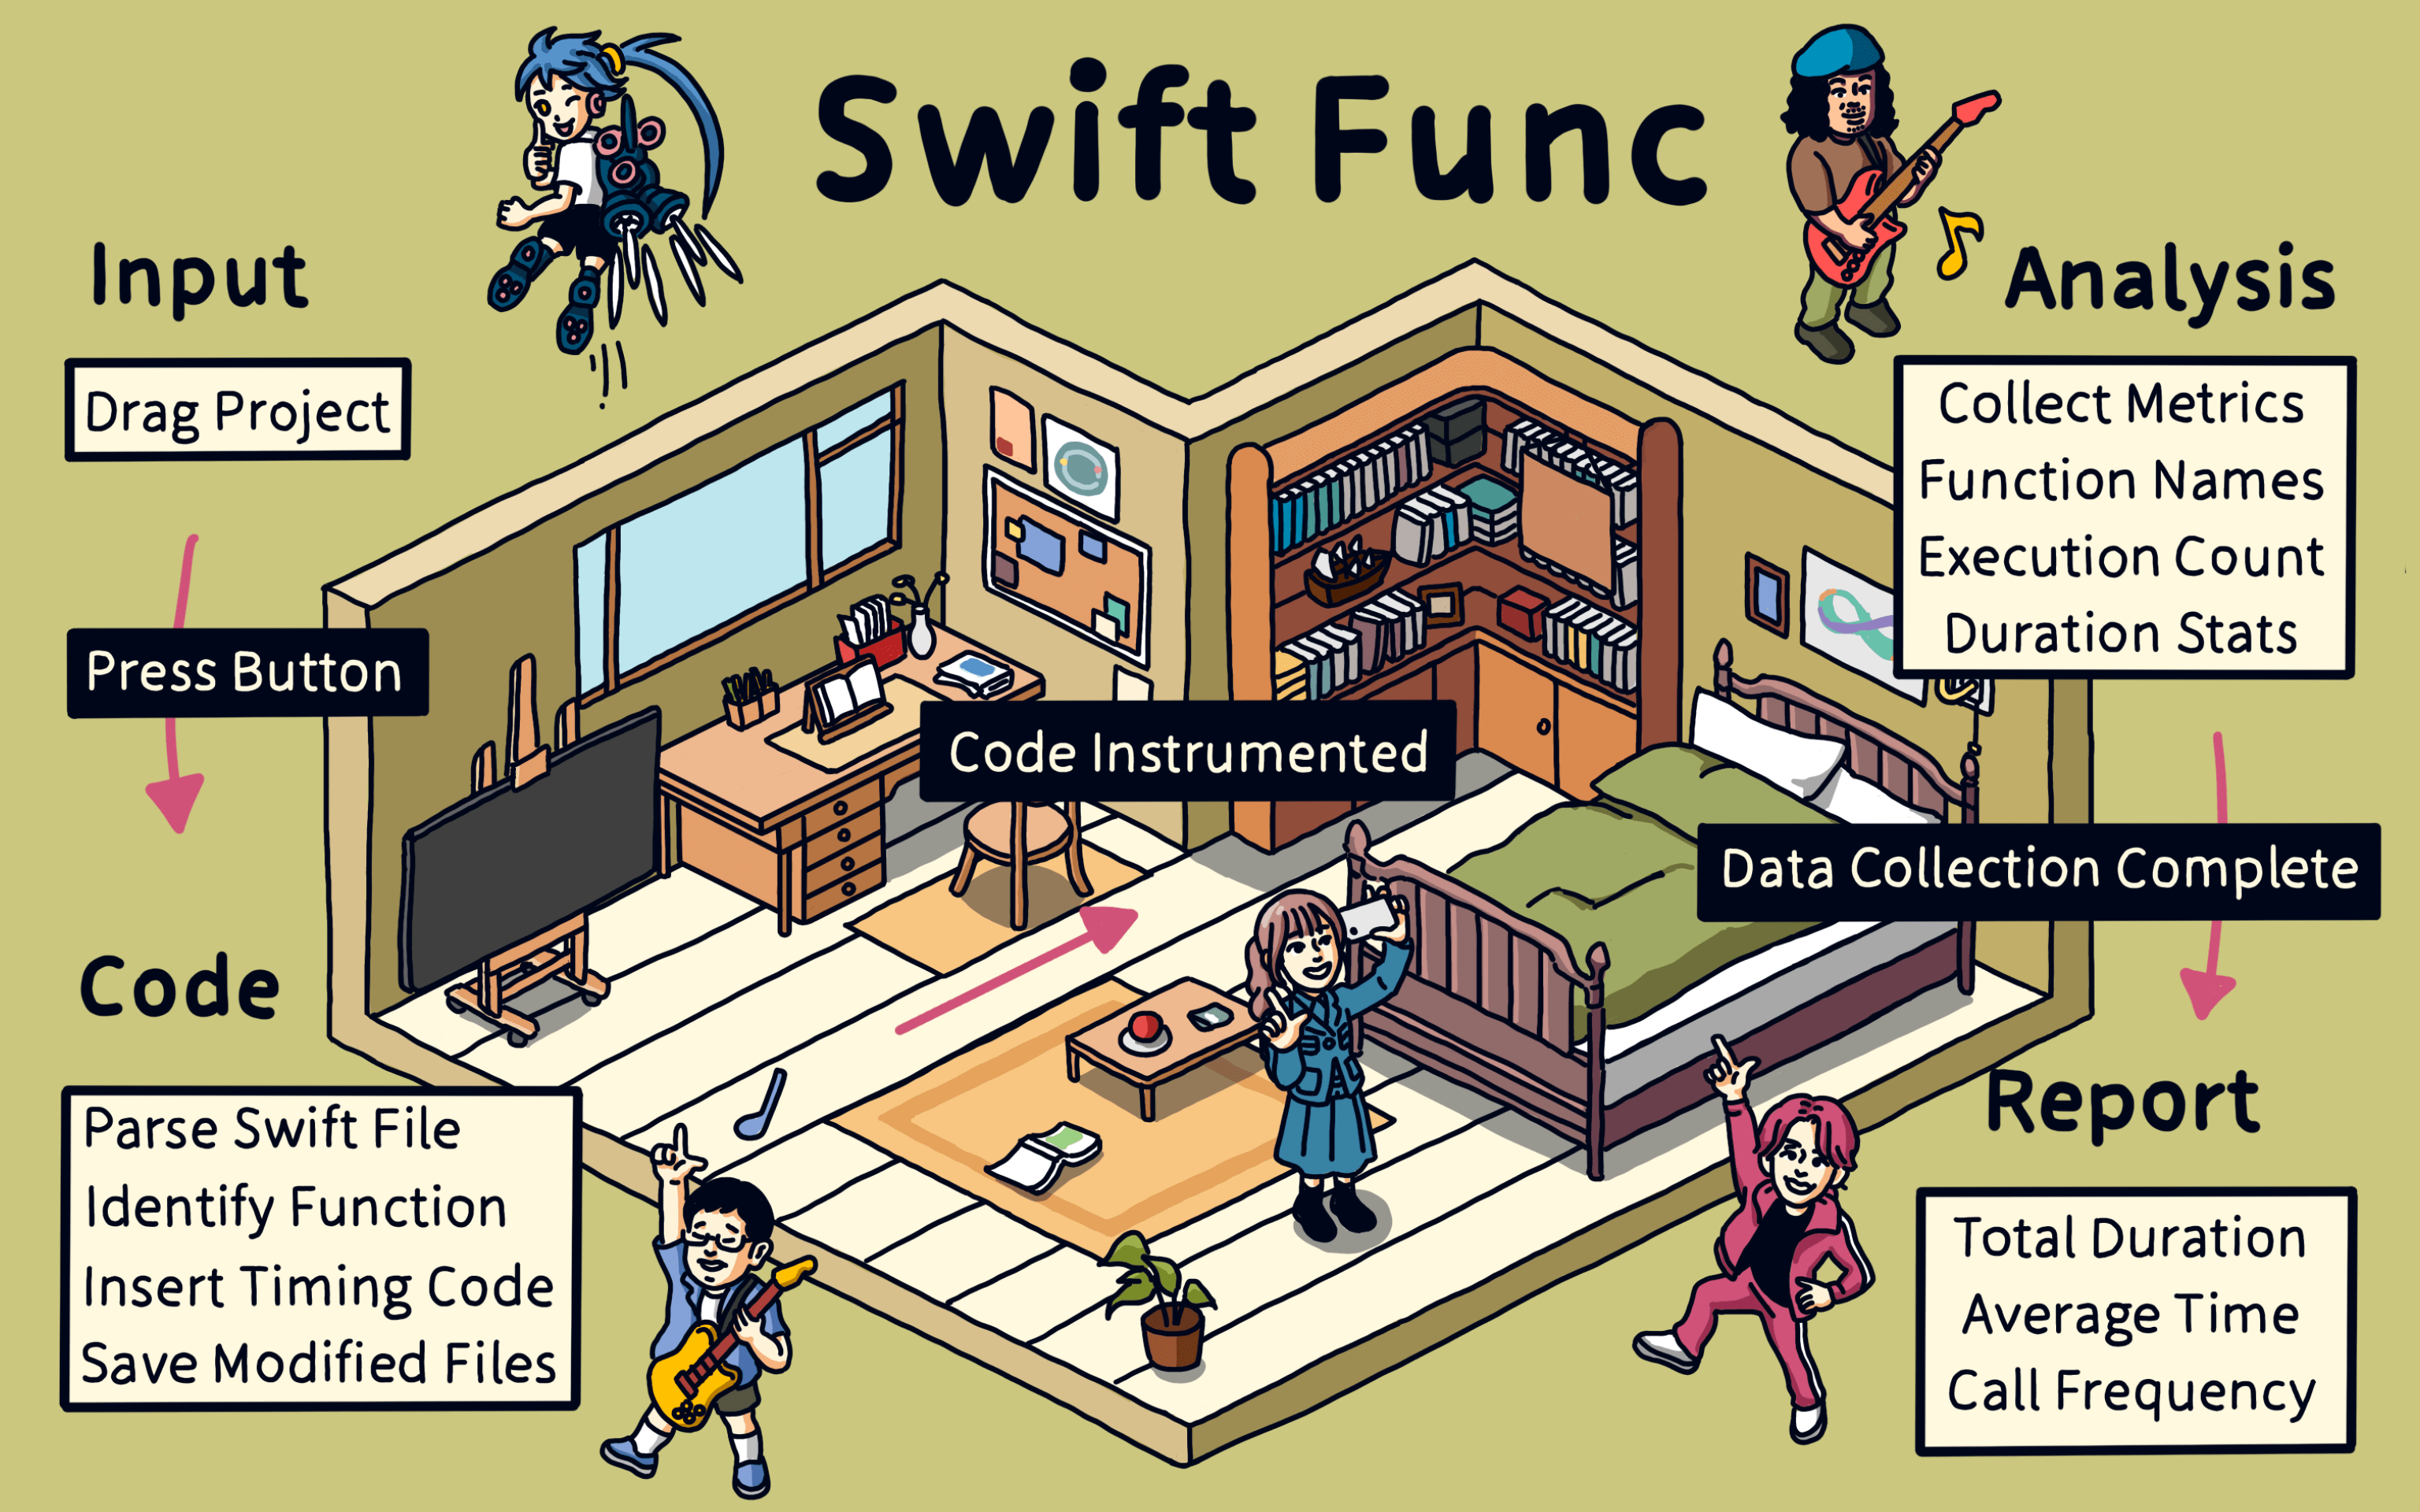 Swift Func
Input
Drag Project
Press Button
Code
Parse Swift File
Identify Function
Insert Timing Code
Save Modified Files
Code Instrumented
Analysis
Collect Metrics
Function Names
Execution Count
Duration Stats
Data Collection Complete
Report
Total Duration
Average Time
Call Frequency